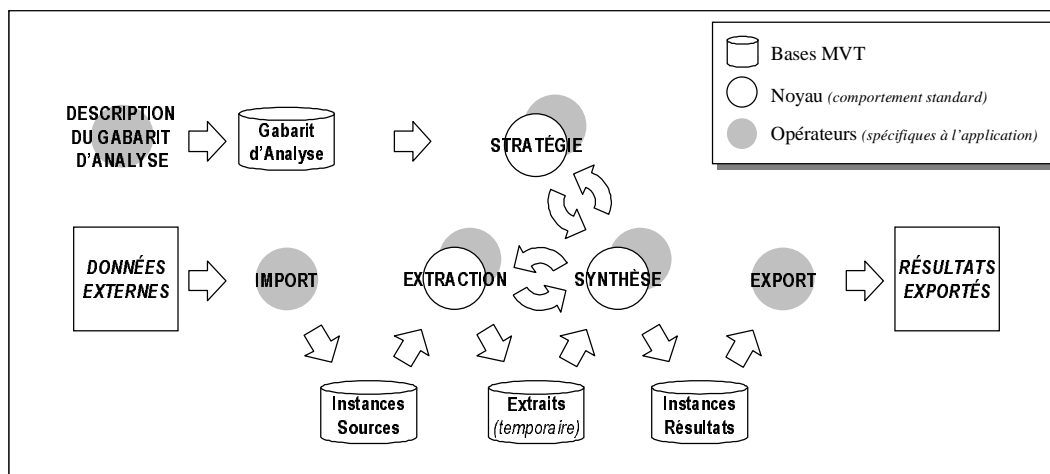 Bases MVT
Noyau (comportement standard)
Opérateurs (spécifiques à l'application)
DESCRIPTION
DU GABARIT
D'ANALYSE
Gabarit
d'Analyse
STRATÉGIE
DONNÉES
EXTERNES
IMPORT
EXTRACTION
SYNTHÈSE
EXPORT
RÉSULTATS
EXPORTÉS
Instances
Sources
Extraits
(temporaire)
Instances
Résultats